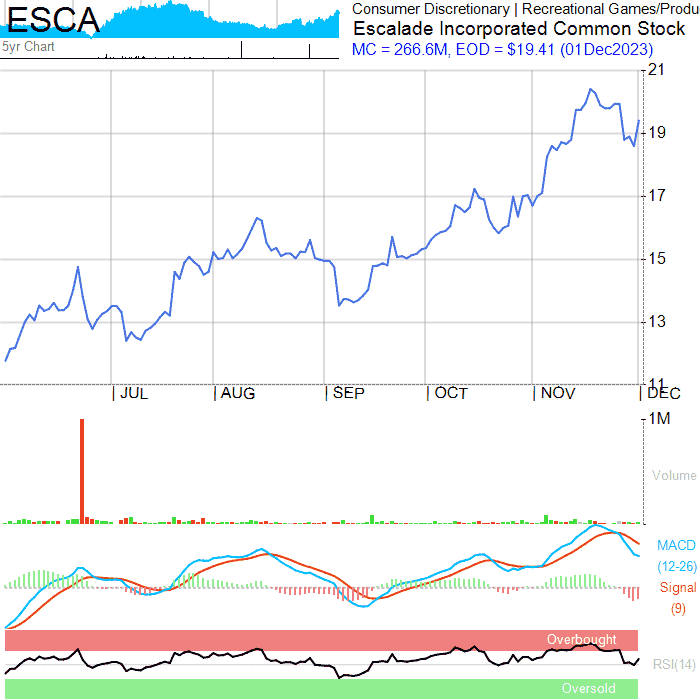 ESCA
Consumer Discretionary | Recreational Games/Produ
Escalade Incorporated Common Stock
5yr Chart
MC = 266.6M, EOD = $19.41 (01Dec2023)
21
19
17
15
13
11
| JUL | AUG | SEP | OCT | NOV | DEC
1M
Volume
MACD
(12-26)
Signal
(9)
Overbought
RSI(14)
Oversold